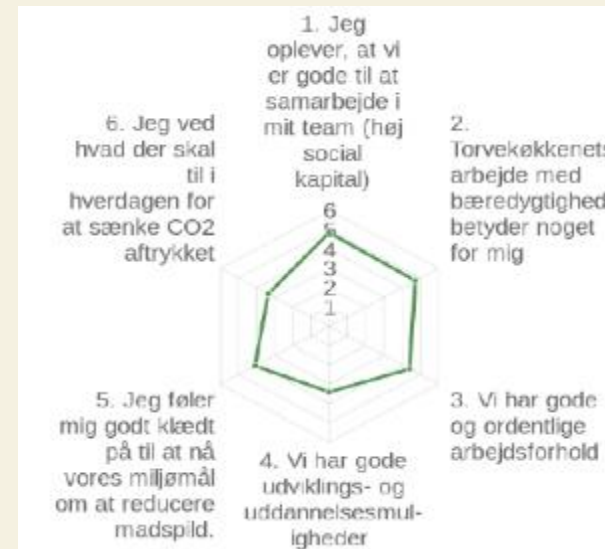 1. Jeg
oplever, at vi
er gode til at
samarbejde i
mit team (høj
social
kapital)
2.
Torvekøkkenets
arbejde med
bæredygtighed
betyder noget
for mig
3. Vi har gode
og ordentlige
arbejdsforhold
4. Vi har gode
udviklings- og
uddannelsesmul-
igheder
5. Jeg føler
mig godt klædt
på til at nå
vores miljømål
om at reducere
madspild.
6. Jeg ved
hvad der skal
til i
hverdagen for
at sænke CO2
aftrykket
6
5
4
3
2
1